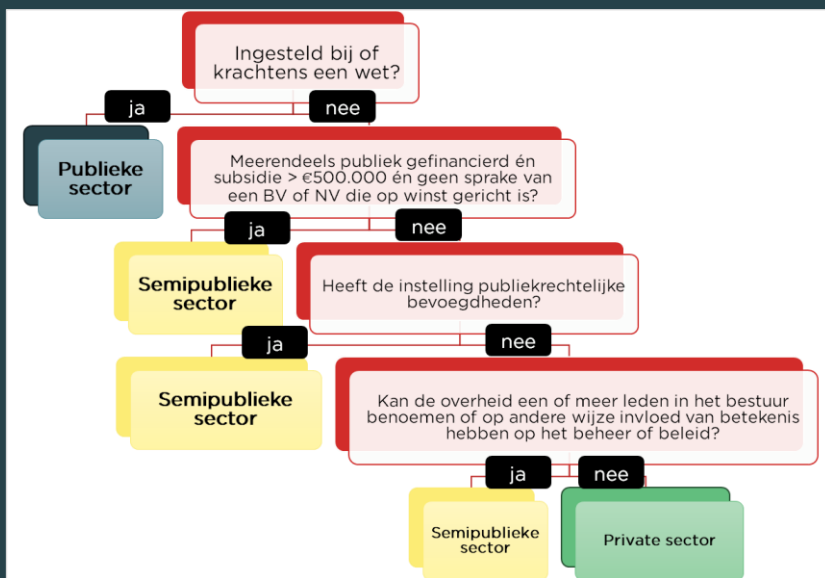 Ingesteld bij of
krachtens een wet?
ja
nee
Publieke
sector
Meerendeels publiek gefinancierd én
subsidie > €500.000 én geen sprake van
een BV of NV die op winst gericht is?
ja
nee
Semipublieke
sector
Heeft de instelling publiekrechtelijke
bevoegdheden?
ja
nee
Semipublieke
sector
Kan de overheid een of meer leden in het bestuur
benoemen of op andere wijze invloed van betekenis
hebben op het beheer of beleid?
ja
nee
Semipublieke
sector
Private sector